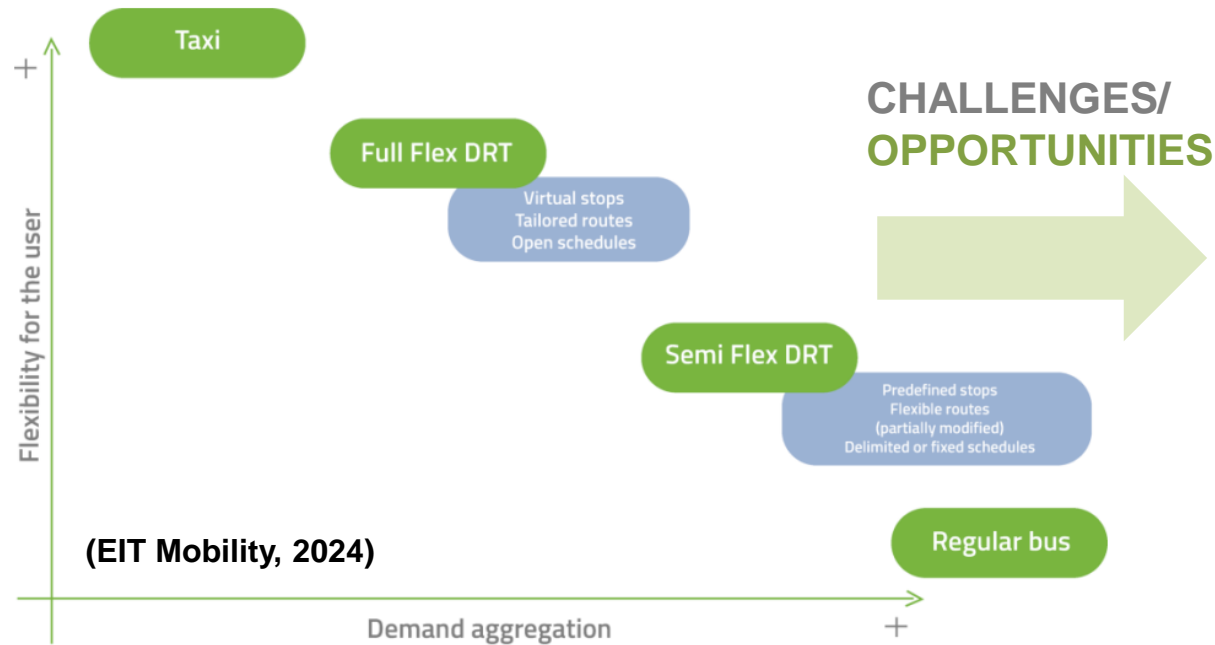 Taxi
+
CHALLENGES/
OPPORTUNITIES
Full Flex DRT
Virtual stops
Tailored routes
Open schedules
Flexibility for the user
Semi Flex DRT
Predefined stops
Flexible routes
(partially modified)
Delimited or fixed schedules
(EIT Mobility, 2024)
Regular bus
Demand aggregation
+